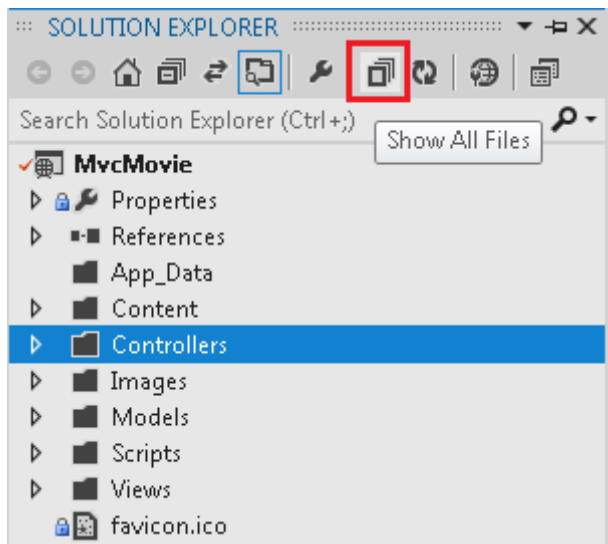 SOLUTION EXPLORER
Search Solution Explorer (Ctrl+;)
Show All Files
MvcMovie
Properties
References
App_Data
Content
Controllers
Images
Models
Scripts
Views
favicon.ico